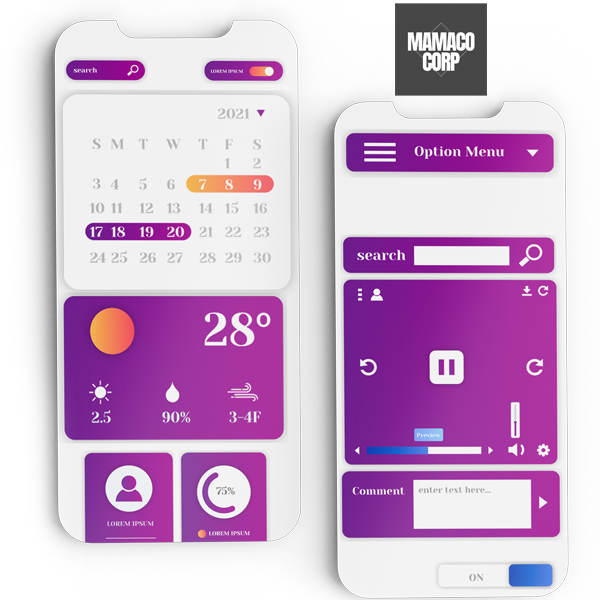 search
LOREM IPSUM
2021
S M T W T F S
1 2
3 4 5 6 7 8 9
10 11 12 13 14 15 16
17 18 19 20 21 22 23
24 25 26 27 28 29 30
28°
2.5 90% 3-4F
LOREM IPSUM
75%
LOREM IPSUM
MAMACO
CORP
Option Menu
search
Preview
Comment
enter text here...
ON